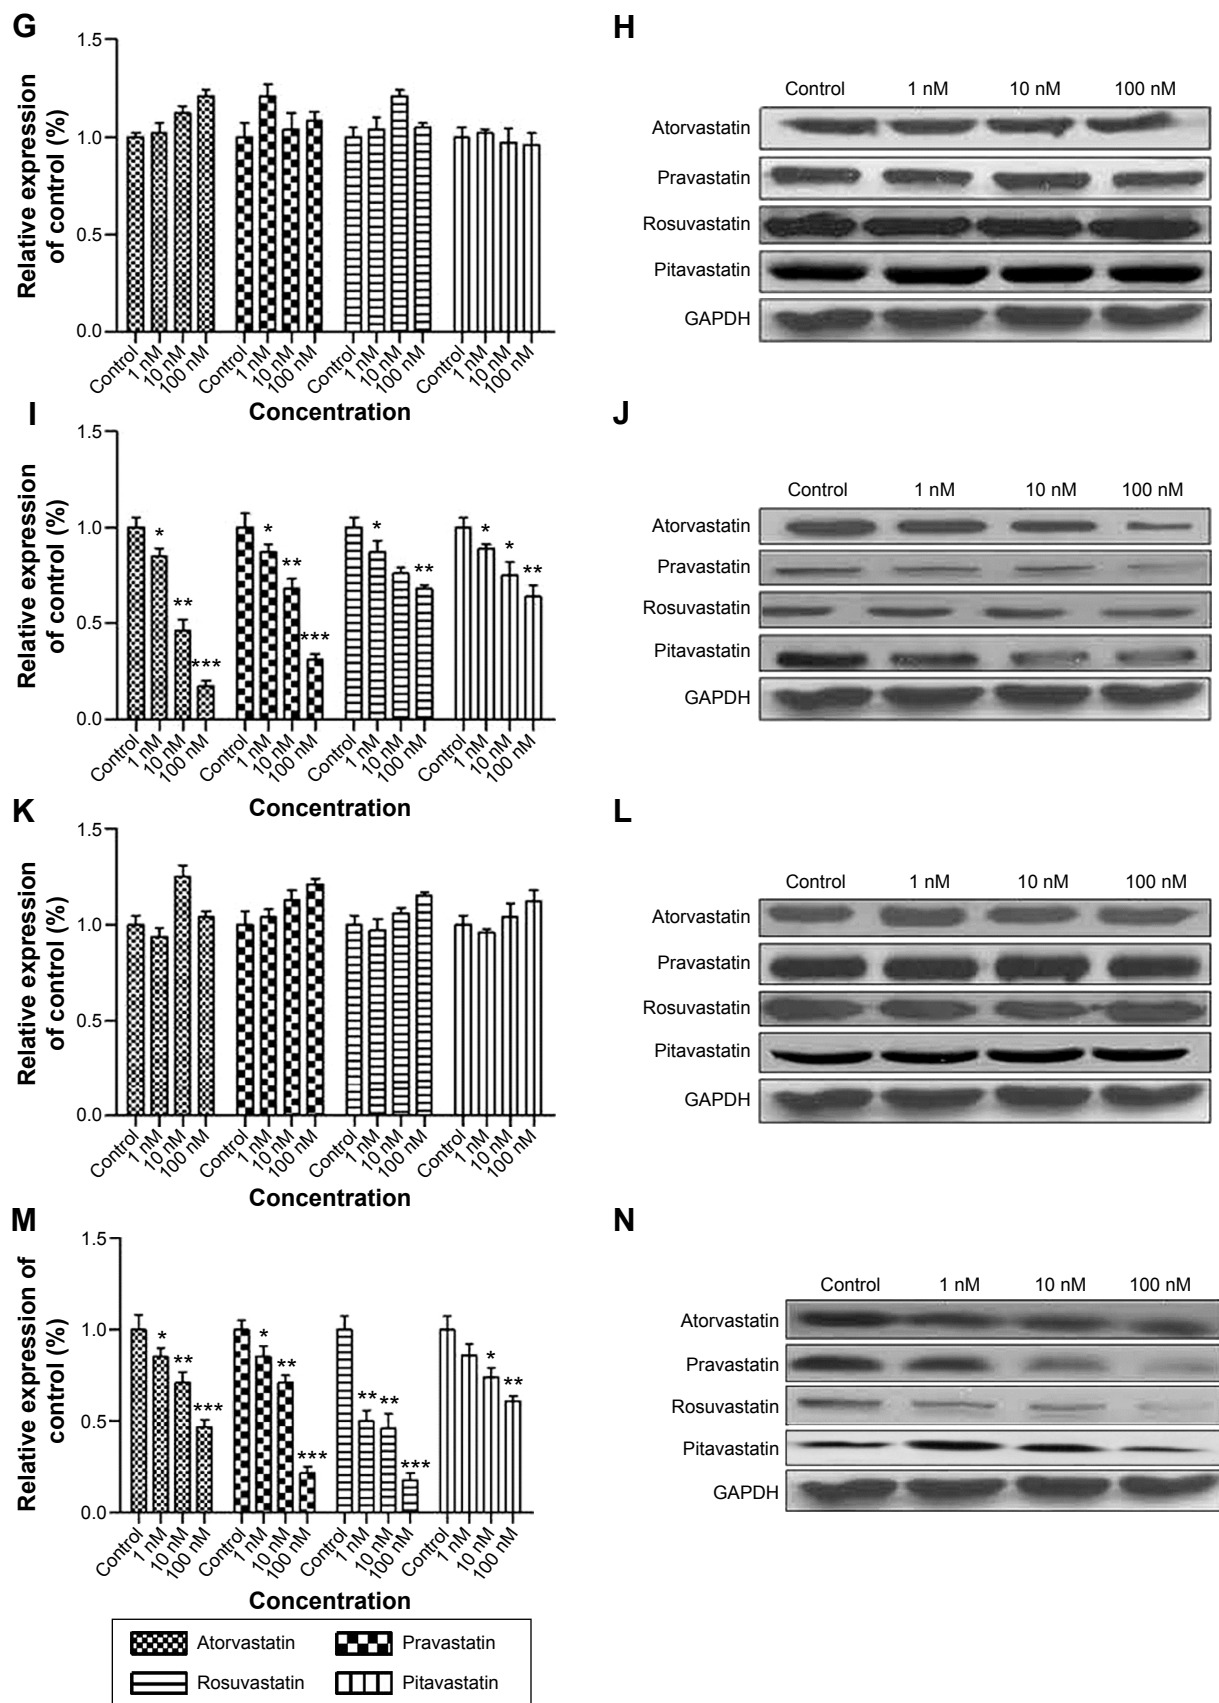 G
1.5
1.0
0.5
0.0
Relative expression
of control (%)
Control
1 nM
10 nM
100 nM
Control
1 nM
10 nM
100 nM
Control
1 nM
10 nM
100 nM
Control
1 nM
10 nM
100 nM
Concentration
H
Control 1 nM 10 nM 100 nM
Atorvastatin
Pravastatin
Rosuvastatin
Pitavastatin
GAPDH
I
1.5
1.0
0.5
0.0
Relative expression
of control (%)
* ** ***
* ** ***
* **
* * **
Control
1 nM
10 nM
100 nM
Control
1 nM
10 nM
100 nM
Control
1 nM
10 nM
100 nM
Control
1 nM
10 nM
100 nM
Concentration
J
Control 1 nM 10 nM 100 nM
Atorvastatin
Pravastatin
Rosuvastatin
Pitavastatin
GAPDH
K
1.5
1.0
0.5
0.0
Relative expression
of control (%)
Control
1 nM
10 nM
100 nM
Control
1 nM
10 nM
100 nM
Control
1 nM
10 nM
100 nM
Control
1 nM
10 nM
100 nM
Concentration
L
Control 1 nM 10 nM 100 nM
Atorvastatin
Pravastatin
Rosuvastatin
Pitavastatin
GAPDH
M
1.5
1.0
0.5
0.0
Relative expression of
control (%)
* ** ***
* ** ***
** ** ***
* **
Control
1 nM
10 nM
100 nM
Control
1 nM
10 nM
100 nM
Control
1 nM
10 nM
100 nM
Control
1 nM
10 nM
100 nM
Concentration
N
Control 1 nM 10 nM 100 nM
Atorvastatin
Pravastatin
Rosuvastatin
Pitavastatin
GAPDH
Atorvastatin Pravastatin
Rosuvastatin Pitavastatin